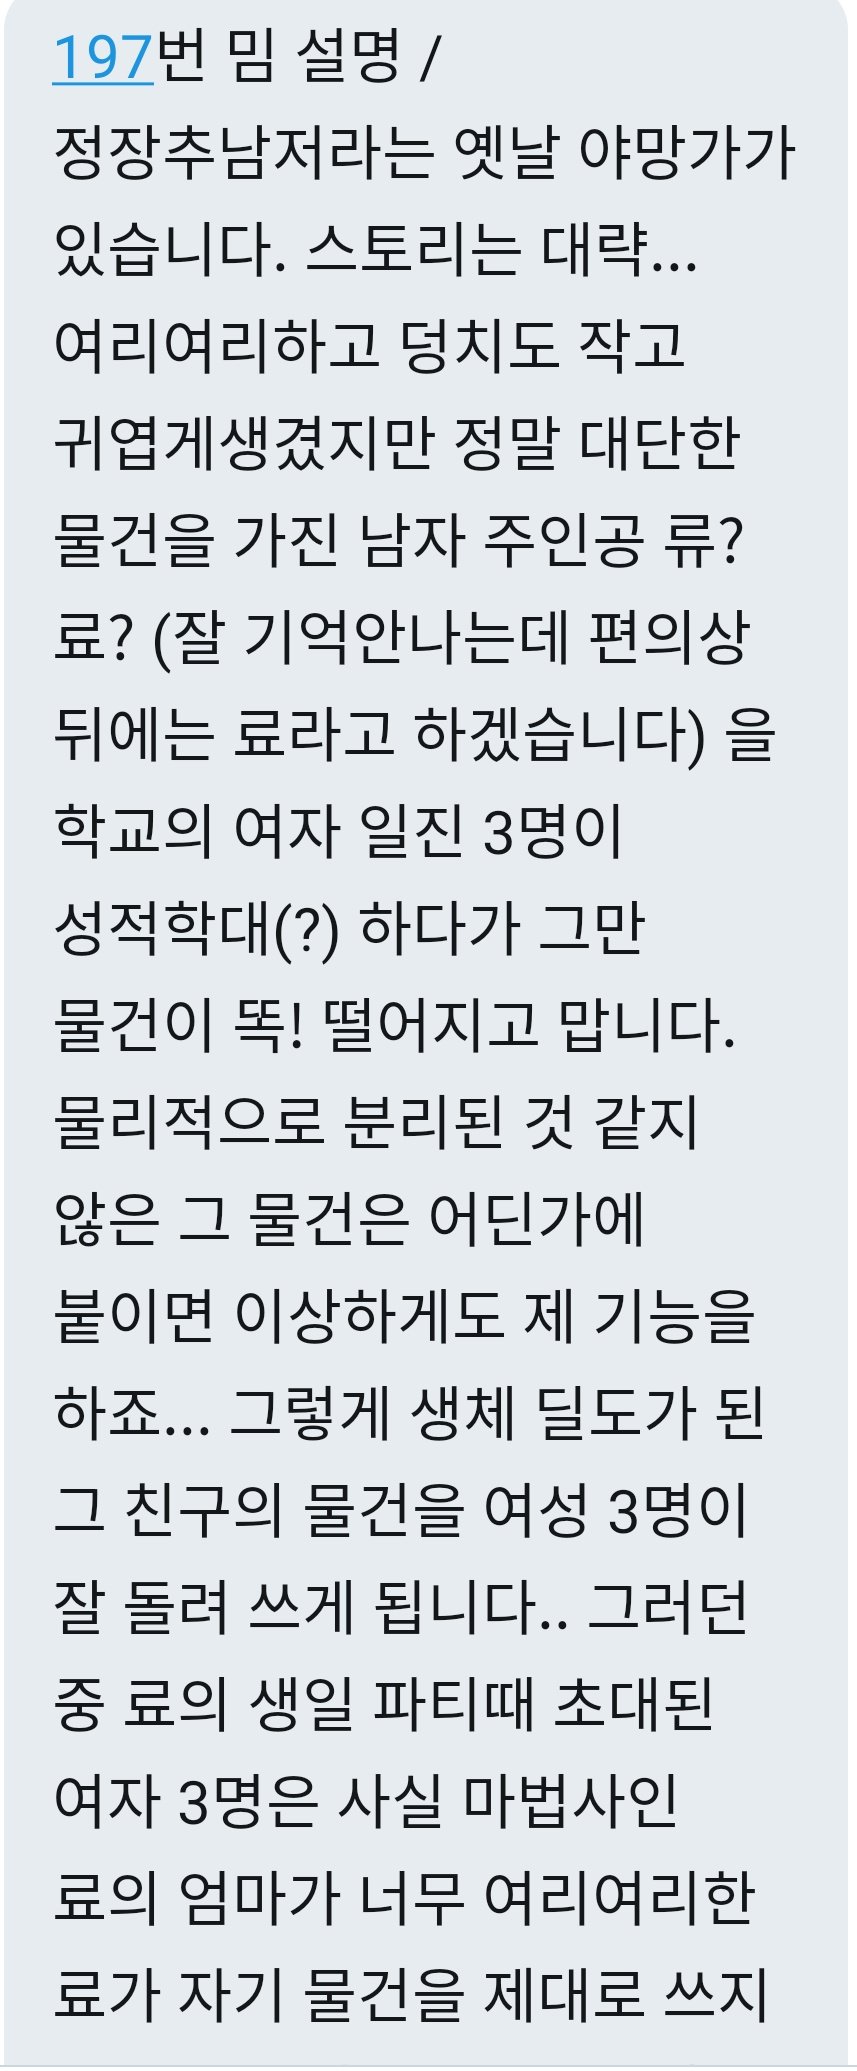 197번 밈 설명 /
정장추남저라는 옛날 야망가가
있습니다. 스토리는 대략...
여리여리하고 덩치도 작고
귀엽게생겼지만 정말 대단한
물건을 가진 남자 주인공 류?
료? (잘 기억안나는데 편의상
뒤에는 료라고 하겠습니다) 을
학교의 여자 일진 3명이
성적학대(?) 하다가 그만
물건이 똑! 떨어지고 맙니다.
물리적으로 분리된 것 같지
않은 그 물건은 어딘가에
붙이면 이상하게도 제 기능을
하죠... 그렇게 생체 딜도가 된
그 친구의 물건을 여성 3명이
잘 돌려 쓰게 됩니다.. 그러던
중 료의 생일 파티때 초대된
여자 3명은 사실 마법사인
료의 엄마가 너무 여리여리한
료가 자기 물건을 제대로 쓰지